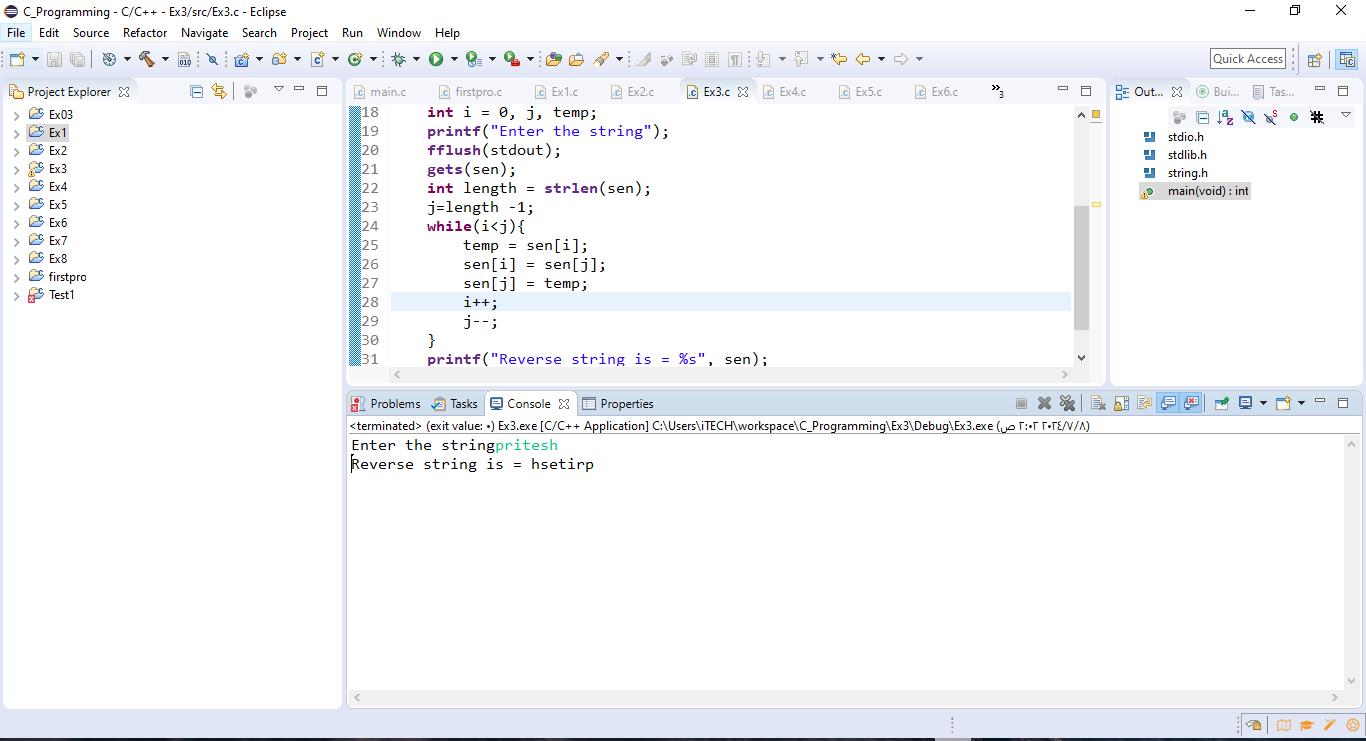 C_Programming - C/C++ - Ex3/src/Ex3.c - Eclipse
File Edit Source Refactor Navigate Search Project Run Window Help
Quick Access
Project Explorer
Ex03
Ex1
Ex2
Ex3
Ex4
Ex5
Ex6
Ex7
Ex8
firstpro
Test1
main.c firstpro.c Ex1.c Ex2.c Ex3.c Ex4.c Ex5.c Ex6.c »3
18 int i = 0, j, temp;
19 printf("Enter the string");
20 fflush(stdout);
21 gets(sen);
22 int length = strlen(sen);
23 j=length -1;
24 while(i<j){
25 temp = sen[i];
26 sen[i] = sen[j];
27 sen[j] = temp;
28 i++;
29 j--;
30 }
31 printf("Reverse string is = %s", sen);
Out... Bui... Tas...
stdio.h
stdlib.h
string.h
main(void) : int
Problems Tasks Console Properties
<terminated> (exit value: ٠) Ex3.exe [C/C++ Application] C:\Users\iTECH\workspace\C_Programming\Ex3\Debug\Ex3.exe (٢٠٢٤/٧/٨ ٢:٠٢ ص)
Enter the stringpritesh
Reverse string is = hsetirp